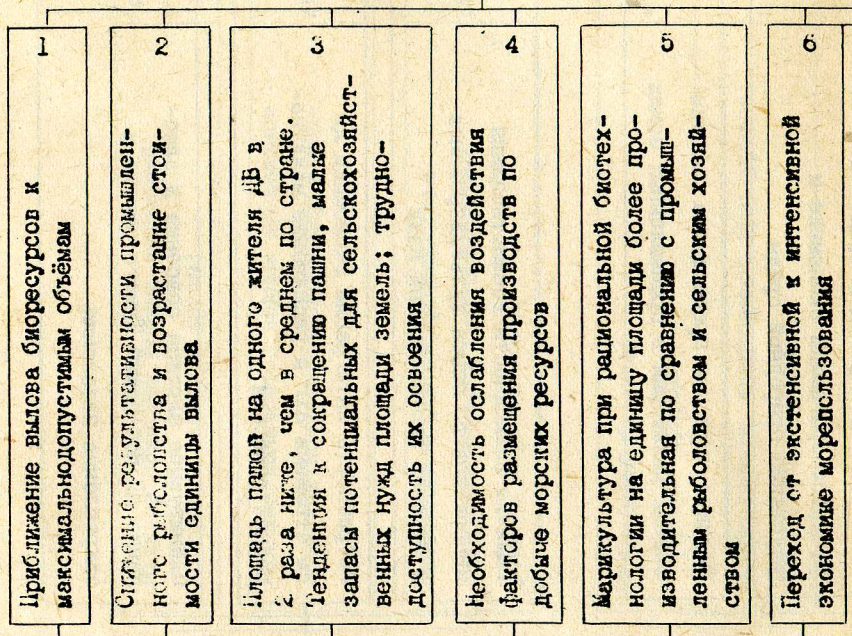 1
Приближение вылова биоресурсов к
максимальнодопустимым объёмам
2
Снижение результативности промышлен-
ного рыболовства и возрастание стои-
мости единицы вылова
3
Площадь пашен на одного жителя ДВ в
2 раза ниже, чем в среднем по стране.
Тенденция к сокращению пашни, малые
запасы потенциальных для сельскохозяйст-
венных нужд площади земель; трудно-
доступность их освоения
4
Необходимость ослабления воздействия
факторов размещения производств по
добыче морских ресурсов
5
Марикультура при рациональной биотех-
нологии на единицу площади более про-
изводительная по сравнению с промыш-
ленным рыболовством и сельским хозяй-
ством
6
Переход от экстенсивной к интенсивной
экономике морепользования